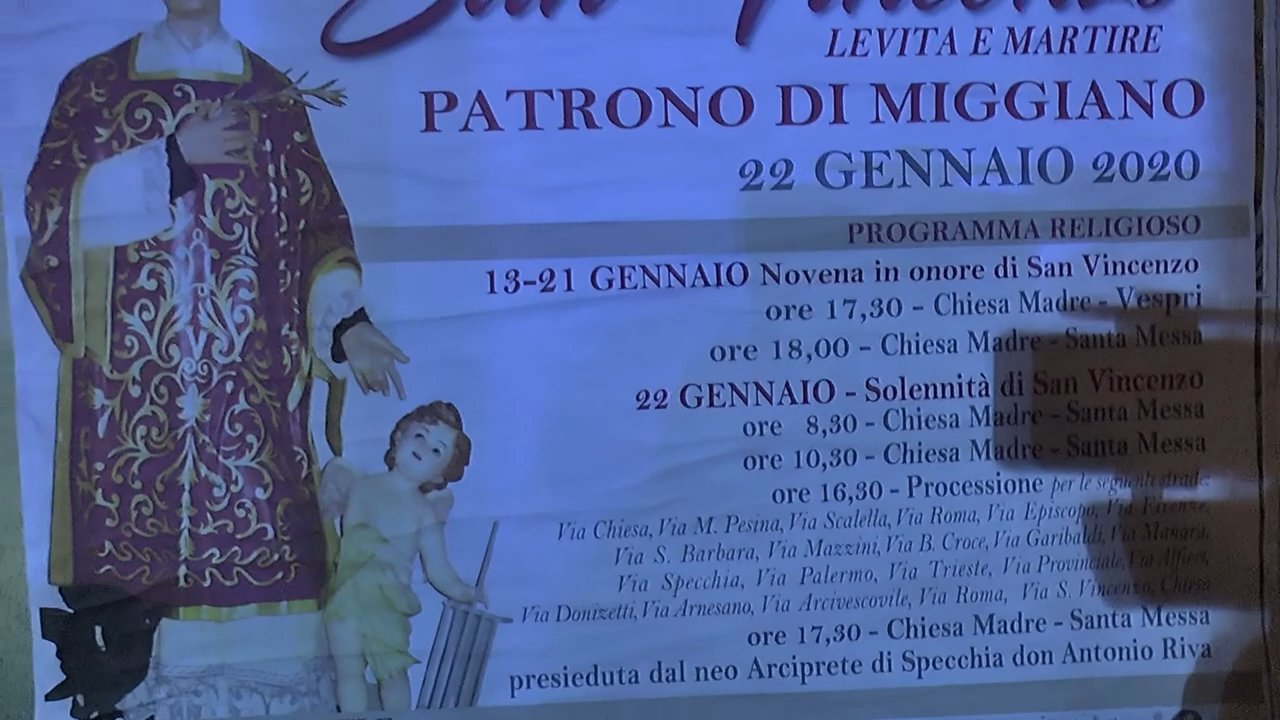 San Vincenzo
LEVITA E MARTIRE
PATRONO DI MIGGIANO
22 GENNAIO 2020
PROGRAMMA RELIGIOSO
13-21 GENNAIO Novena in onore di San Vincenzo
ore 17,30 - Chiesa Madre - Vespri
ore 18,00 - Chiesa Madre - Santa Messa
22 GENNAIO - Solennità di San Vincenzo
ore 8,30 - Chiesa Madre - Santa Messa
ore 10,30 - Chiesa Madre - Santa Messa
ore 16,30 - Processione per le seguenti strade:
Via Chiesa, Via M. Pesina, Via Scalella, Via Roma, Via Episcopo, Via Firenze,
Via S. Barbara, Via Mazzini, Via B. Croce, Via Garibaldi, Via
Via Specchia, Via Palermo, Via Trieste, Via Provinciale, Via Alfieri,
Via Donizetti, Via Arnesano, Via Arcivescovile, Via Roma, Via S. Vincenzo, Chiesa
ore 17,30 - Chiesa Madre - Santa Messa
presieduta dal neo Arciprete di Specchia don Antonio Riva